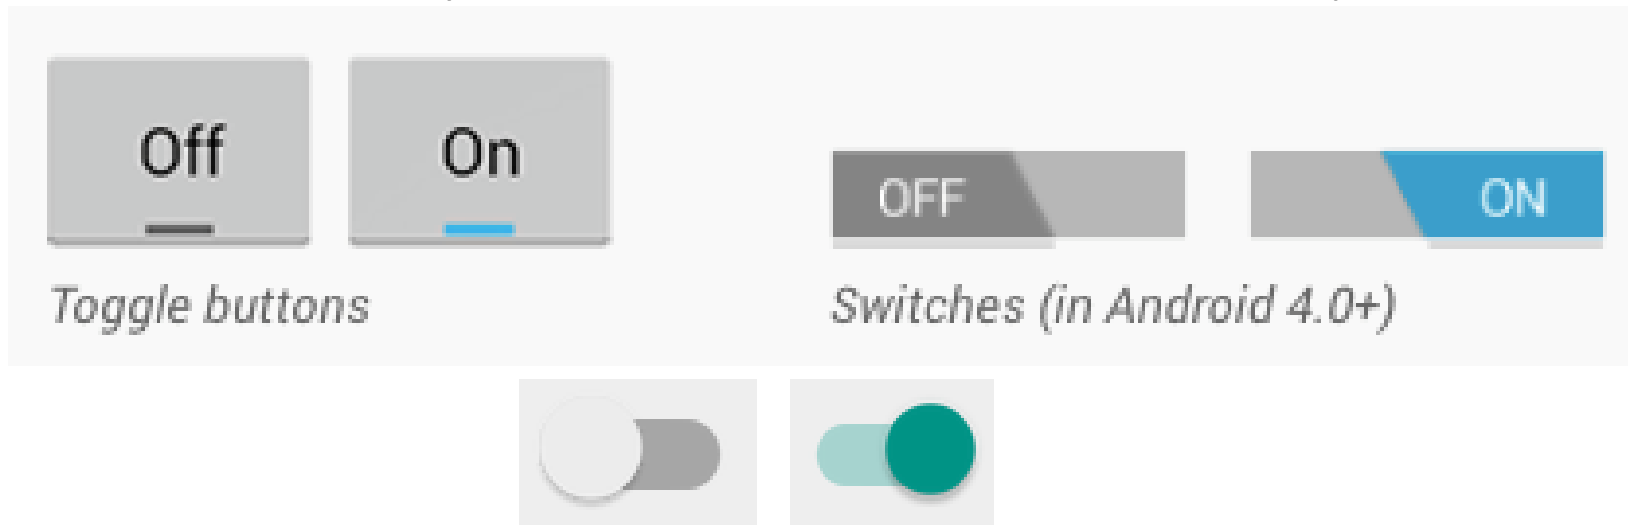 Off
On
OFF
ON
Toggle buttons
Switches (in Android 4.0+)